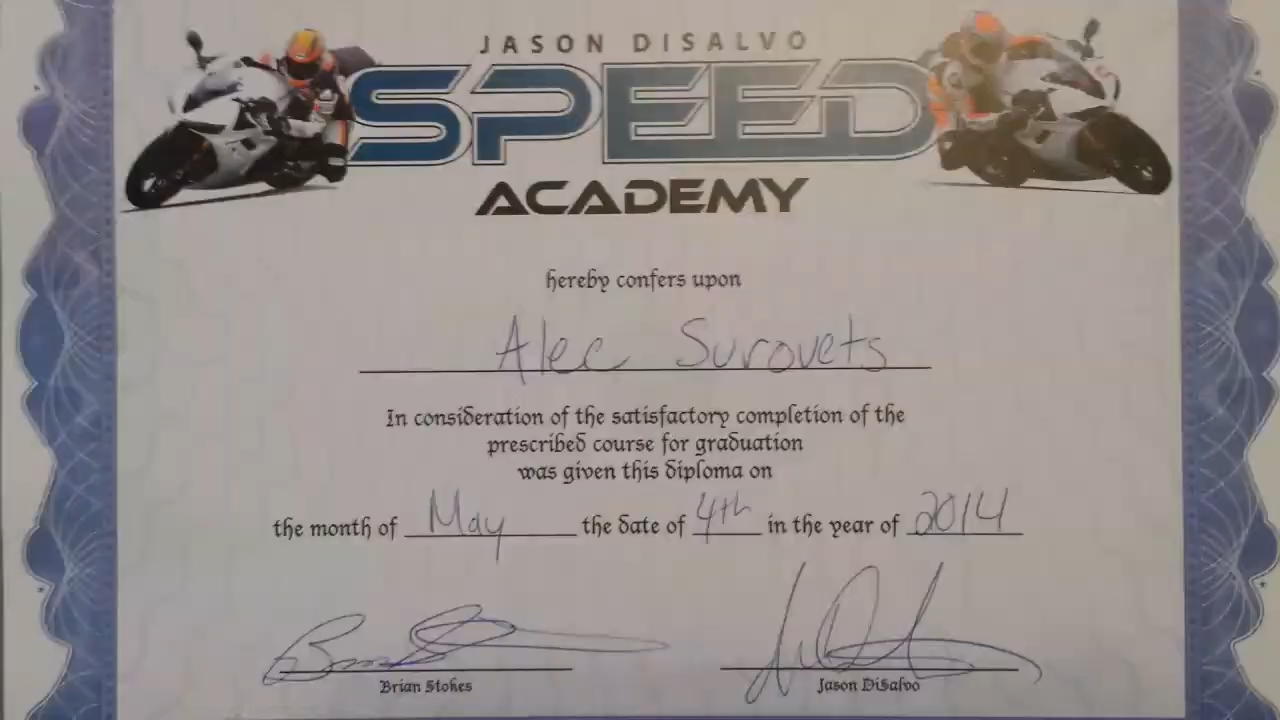 JASON DISALVO
SPEED
ACADEMY
hereby confers upon
Alec Surovets
In consideration of the satisfactory completion of the
prescribed course for graduation
was given this diploma on
the month of May the date of 4th in the year of 2014
Brian Stokes Jason DiSalvo